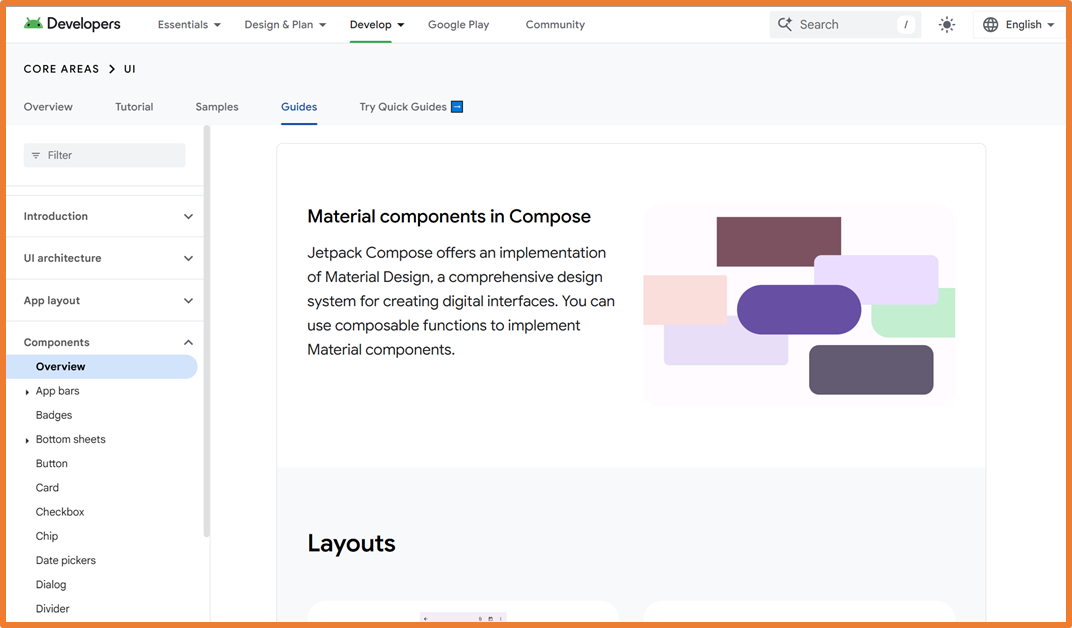 Developers Essentials Design & Plan Develop Google Play Community Search / English
CORE AREAS > UI
Overview Tutorial Samples Guides Try Quick Guides
Filter
Introduction
UI architecture
App layout
Components
Overview
App bars
Badges
Bottom sheets
Button
Card
Checkbox
Chip
Date pickers
Dialog
Divider
Material components in Compose
Jetpack Compose offers an implementation
of Material Design, a comprehensive design
system for creating digital interfaces. You can
use composable functions to implement
Material components.
Layouts